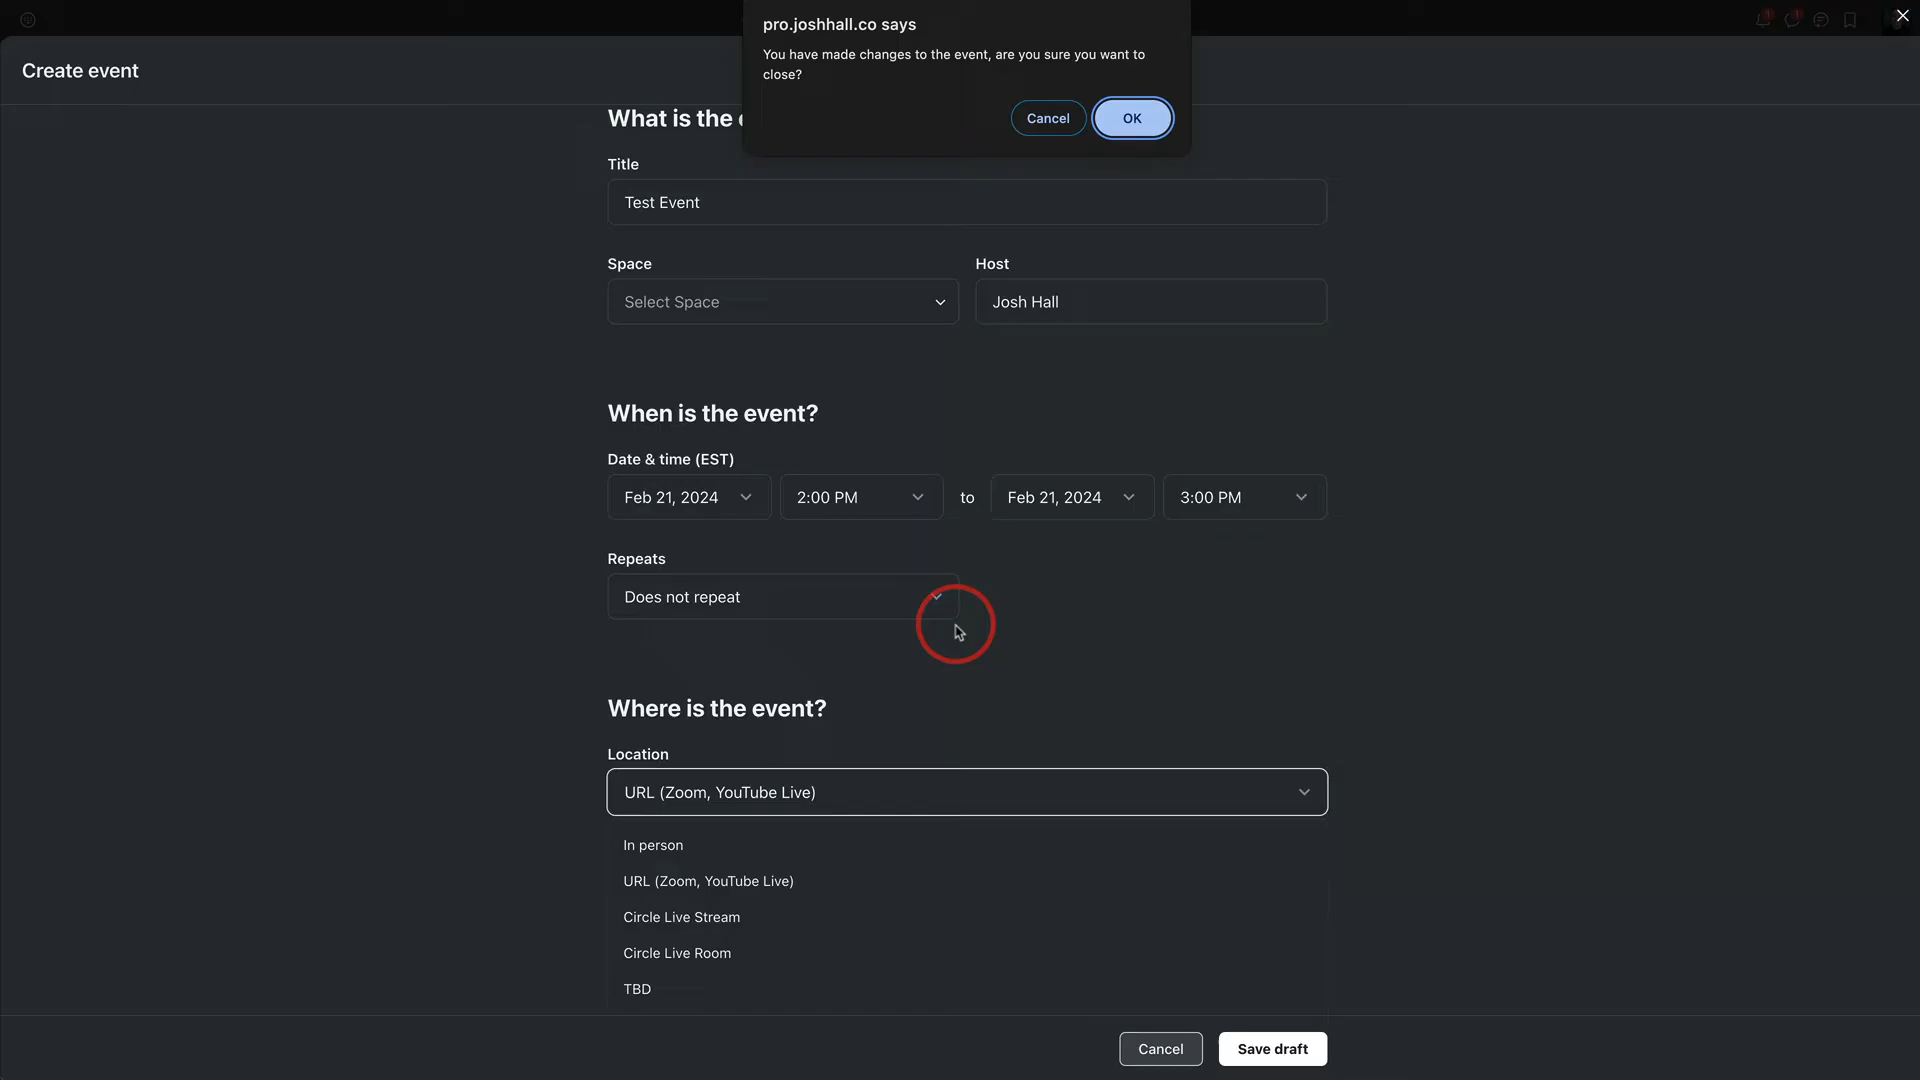 pro.joshhall.co says
You have made changes to the event, are you sure you want to
close?
Cancel
OK
Create event
What is the
Title
Test Event
Space
Host
Select Space
Josh Hall
When is the event?
Date & time (EST)
Feb 21, 2024
2:00 PM
to
Feb 21, 2024
3:00 PM
Repeats
Does not repeat
Where is the event?
Location
URL (Zoom, YouTube Live)
In person
URL (Zoom, YouTube Live)
Circle Live Stream
Circle Live Room
TBD
Cancel
Save draft